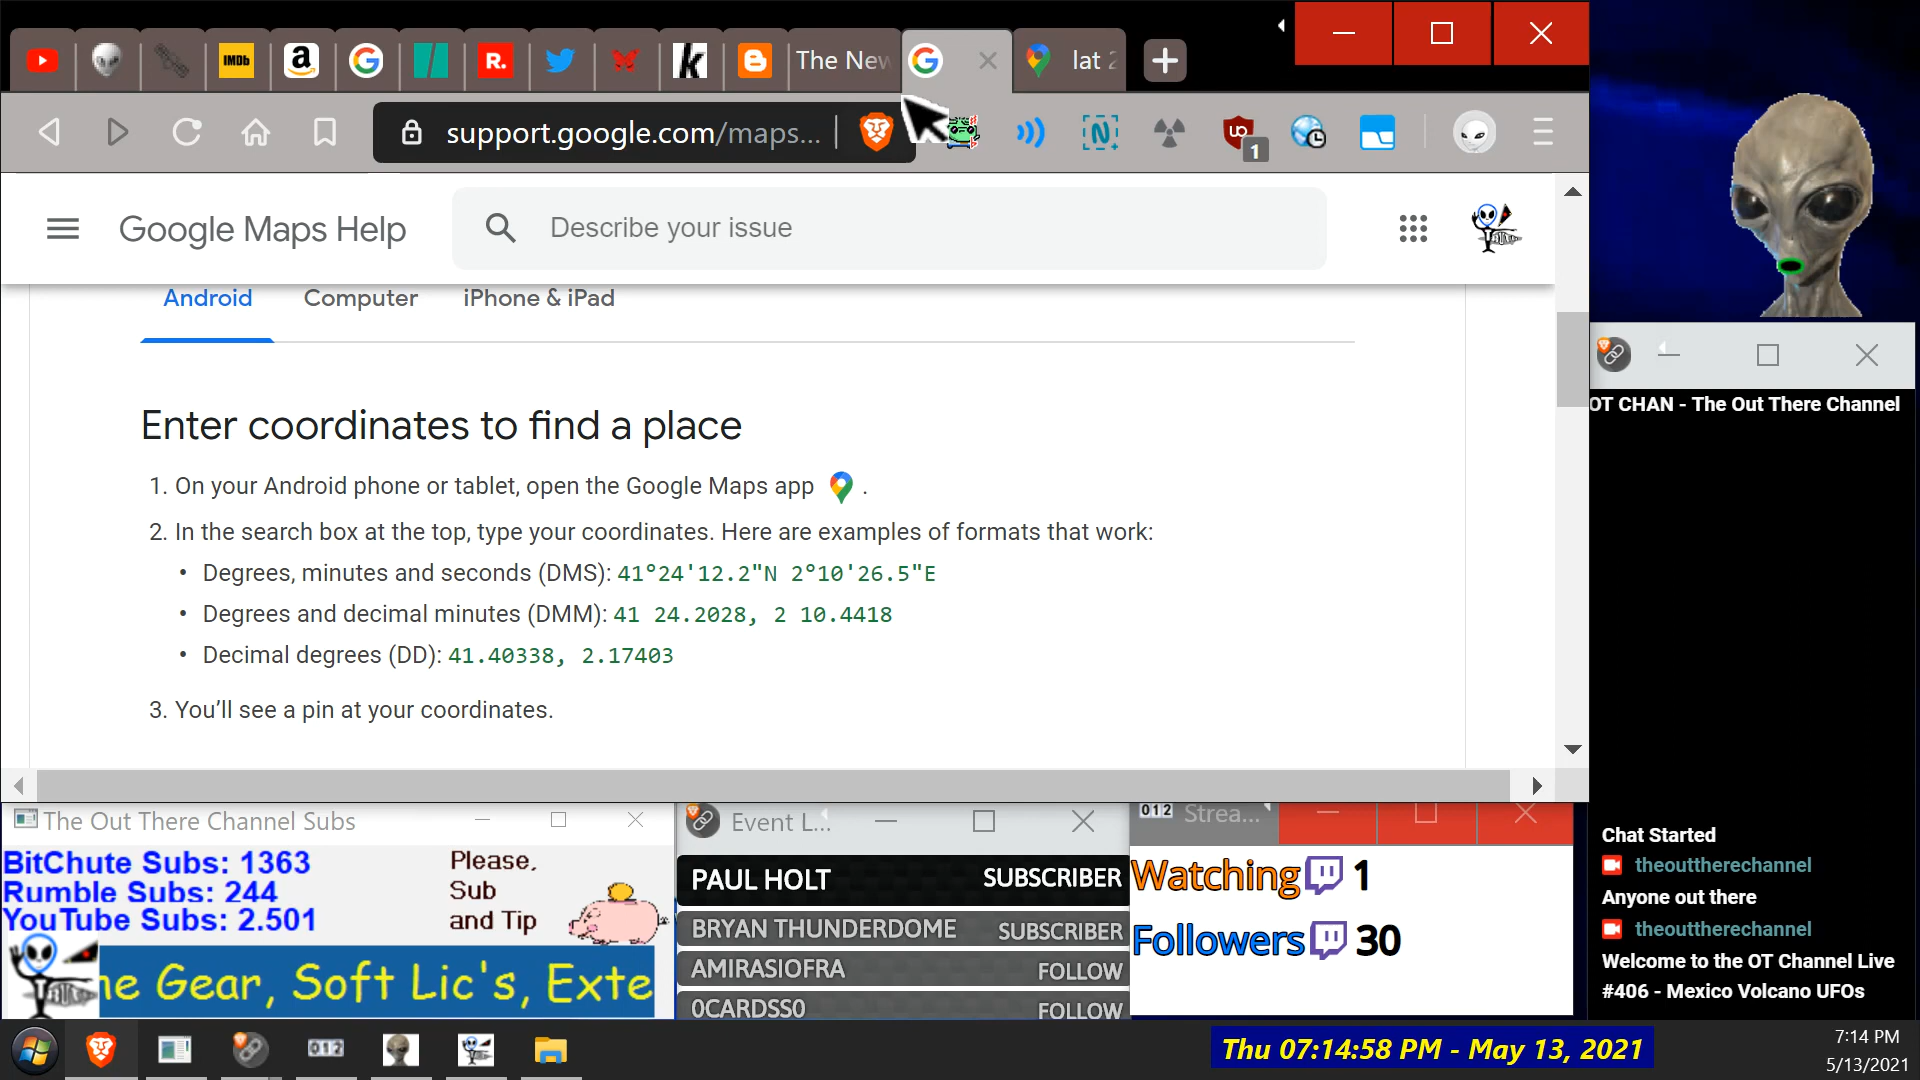 IMDb
a
R.
k
The Nev
lat 2
support.google.com/maps...
1
Google Maps Help
Describe your issue
Android
Computer
iPhone & iPad
Enter coordinates to find a place
1. On your Android phone or tablet, open the Google Maps app .
2. In the search box at the top, type your coordinates. Here are examples of formats that work:
• Degrees, minutes and seconds (DMS): 41°24'12.2"N 2°10'26.5"E
• Degrees and decimal minutes (DMM): 41 24.2028, 2 10.4418
• Decimal degrees (DD): 41.40338, 2.17403
3. You’ll see a pin at your coordinates.
OT CHAN - The Out There Channel
Chat Started
theouttherechannel
Anyone out there
theouttherechannel
Welcome to the OT Channel Live
#406 - Mexico Volcano UFOs
The Out There Channel Subs
BitChute Subs: 1363
Rumble Subs: 244
YouTube Subs: 2.501
Please,
Sub
and Tip
ne Gear, Soft Lic's, Exte
Event L...
PAUL HOLT SUBSCRIBER
BRYAN THUNDERDOME SUBSCRIBER
AMIRASIOFRA FOLLOW
0CARDSS0 FOLLOW
012 Strea...
Watching 1
Followers 30
012
Thu 07:14:58 PM - May 13, 2021
7:14 PM
5/13/2021